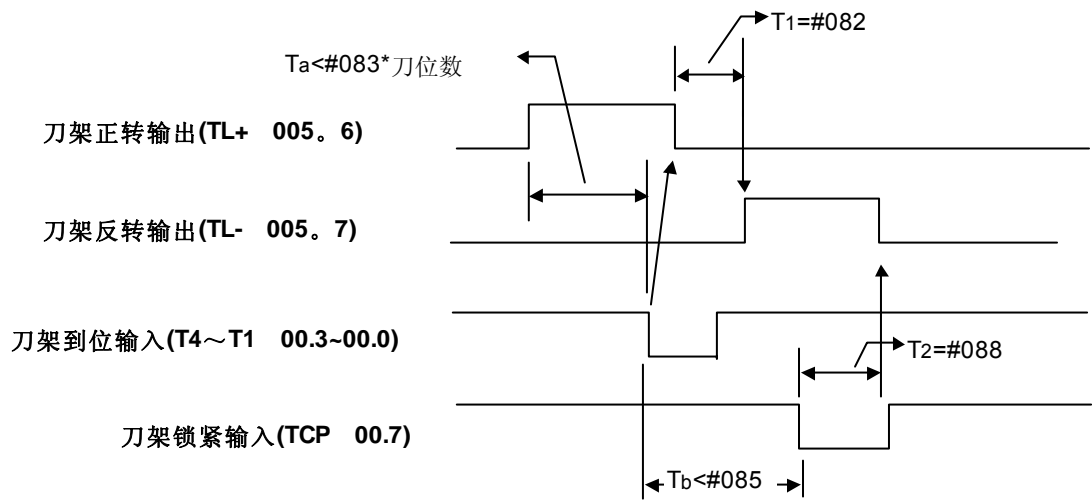 T1=#082
Ta<#083*刀位数
刀架正转输出(TL+ 005。6)
刀架反转输出(TL- 005。7)
刀架到位输入(T4～T1 00.3~00.0)
T2=#088
刀架锁紧输入(TCP 00.7)
Tb<#085